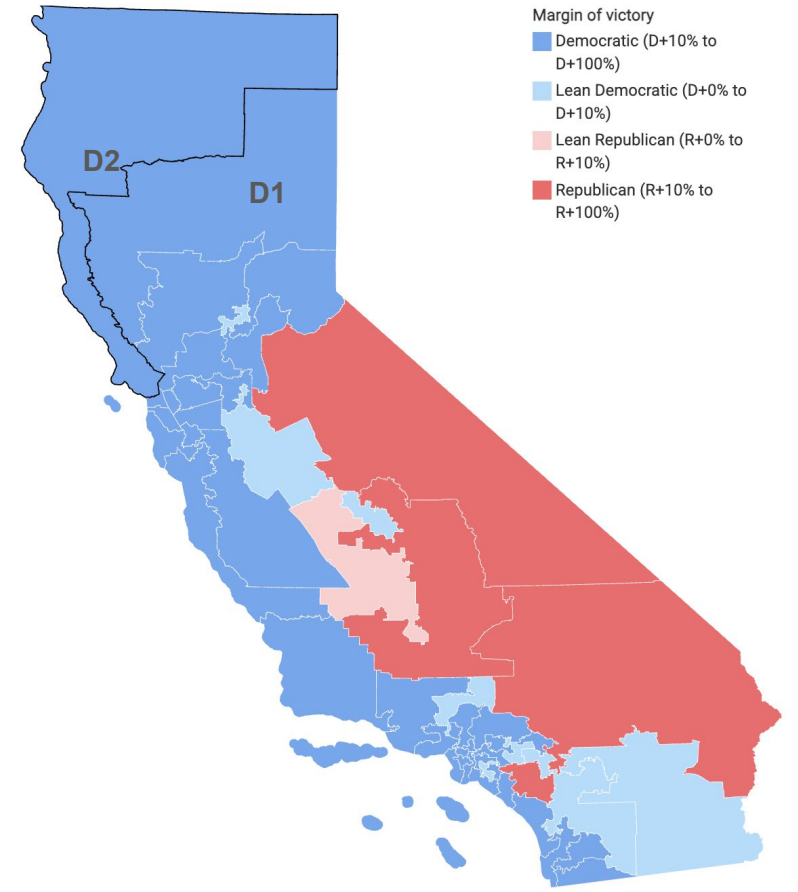 Margin of victory
Democratic (D+10% to
D+100%)
Lean Democratic (D+0% to
D+10%)
Lean Republican (R+0% to
R+10%)
Republican (R+10% to
R+100%)
D2
D1